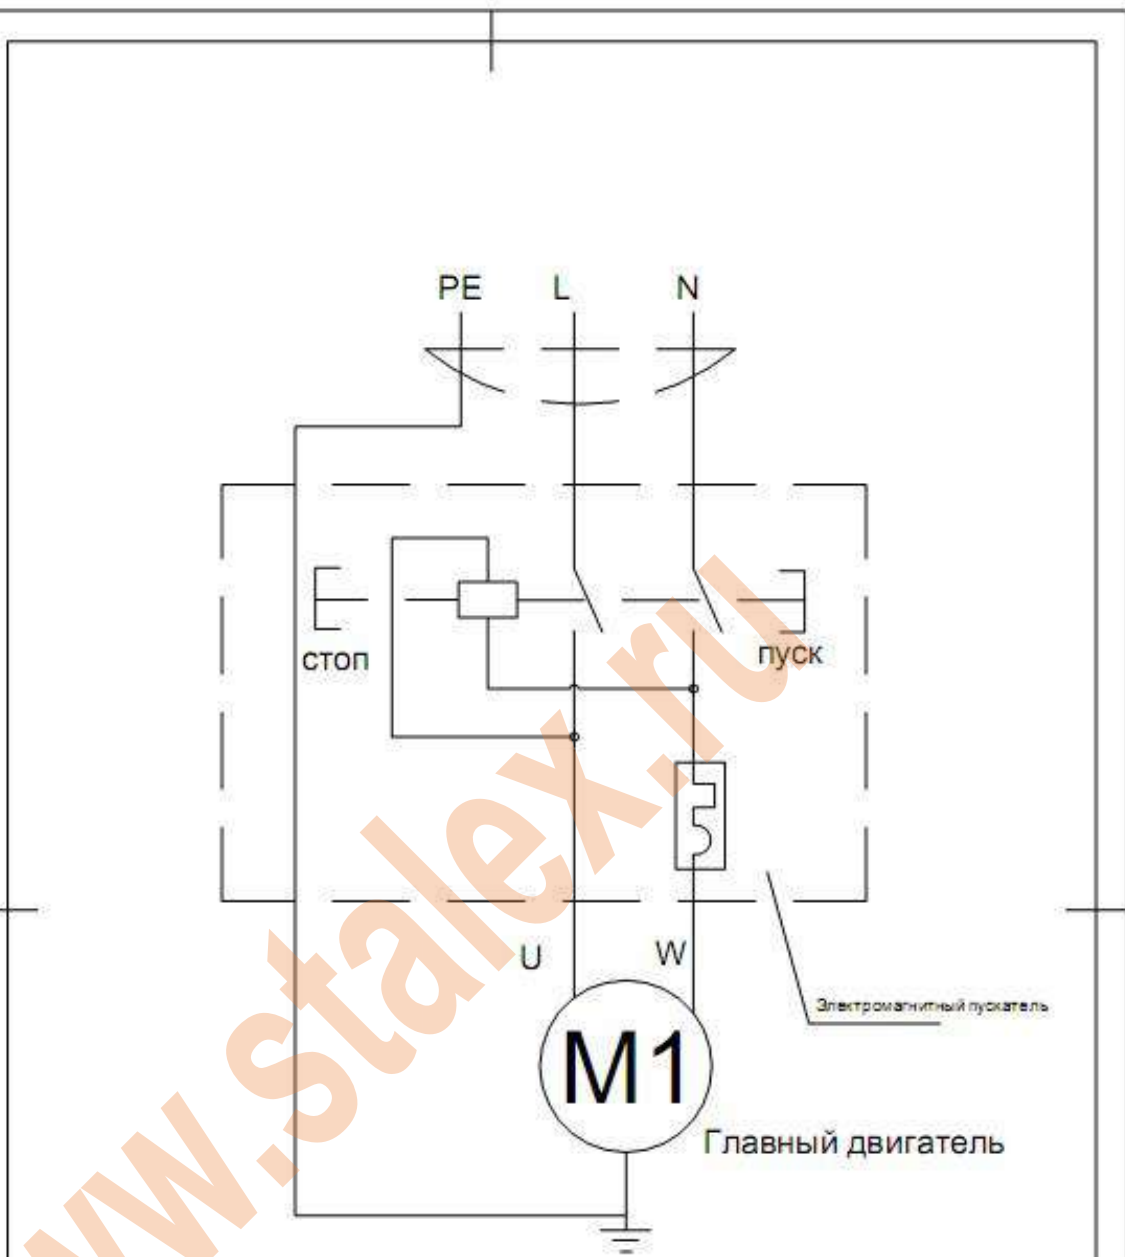 PE L N
стоп
пуск
U W
Электромагнитный пускатель
M1
Главный двигатель
www.stalex.ru